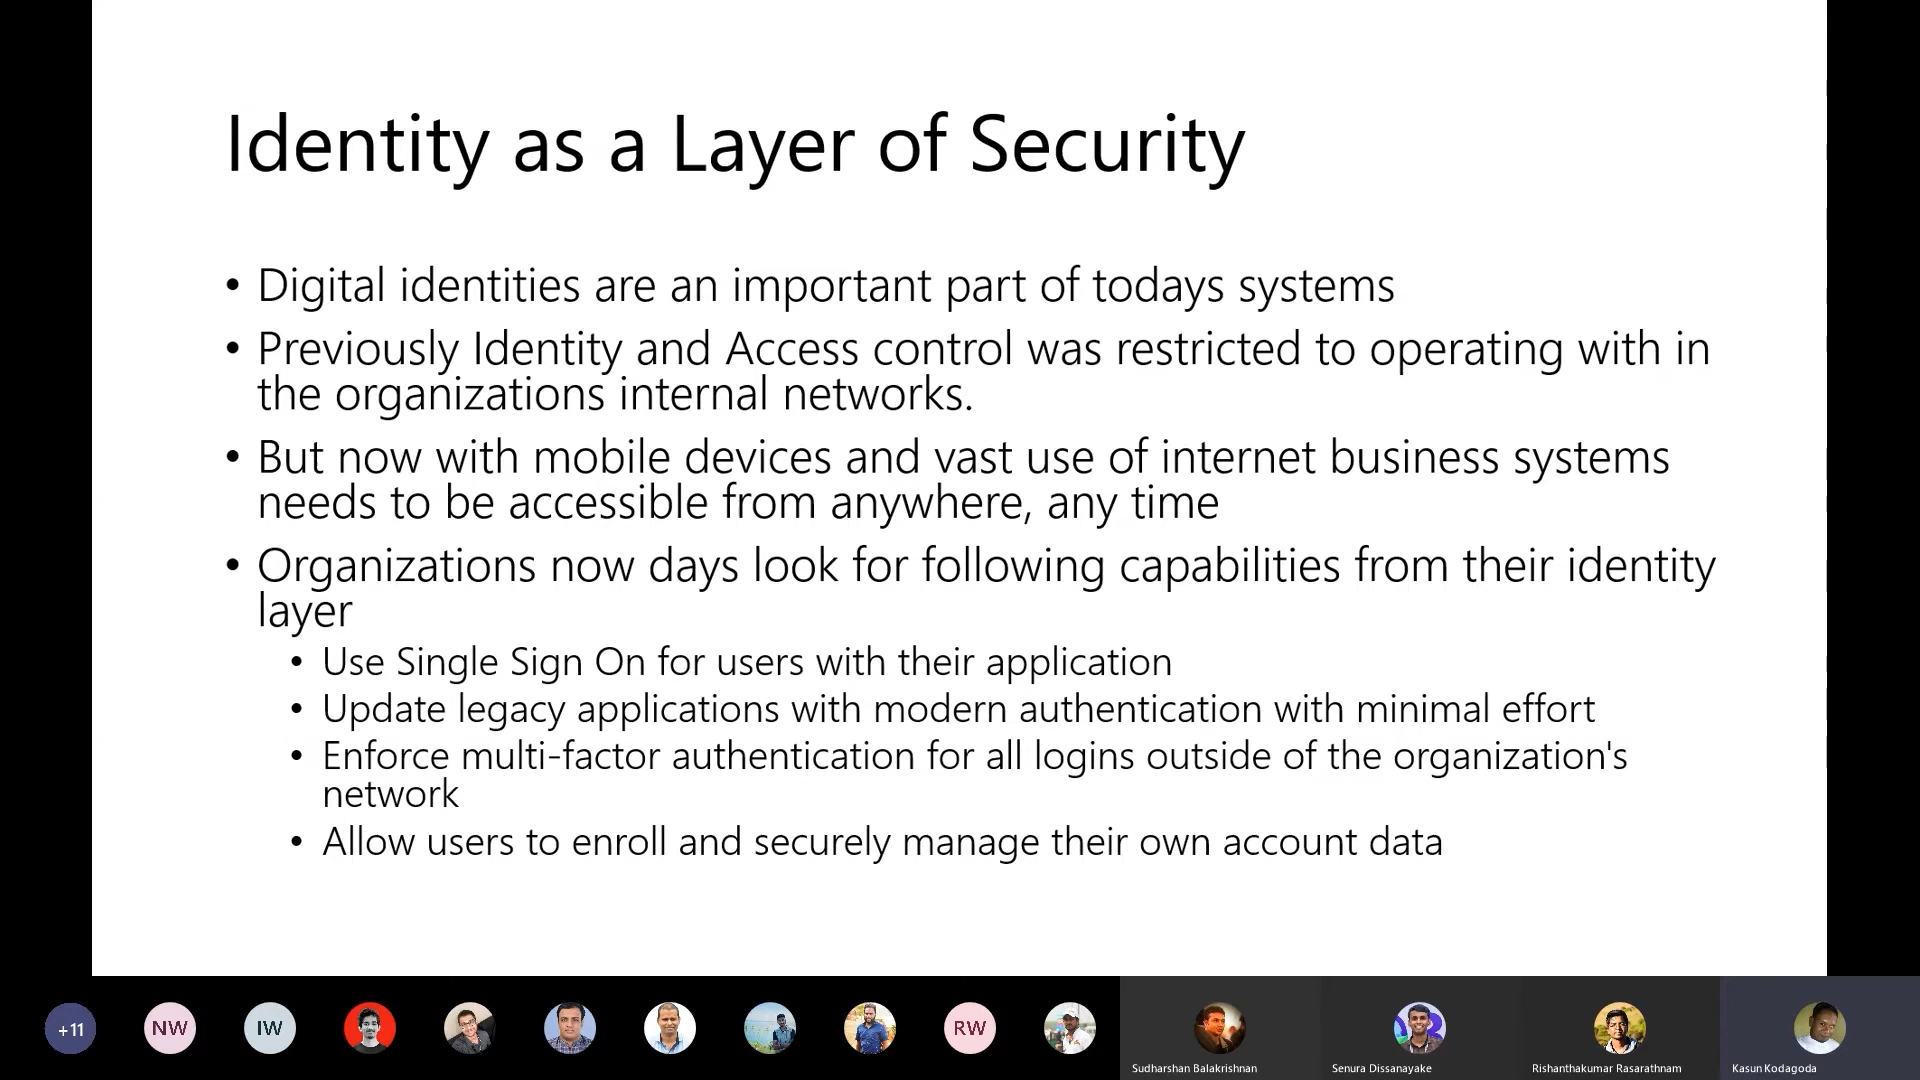 Identity as a Layer of Security
• Digital identities are an important part of todays systems
• Previously Identity and Access control was restricted to operating with in
the organizations internal networks.
• But now with mobile devices and vast use of internet business systems
needs to be accessible from anywhere, any time
• Organizations now days look for following capabilities from their identity
layer
• Use Single Sign On for users with their application
• Update legacy applications with modern authentication with minimal effort
• Enforce multi-factor authentication for all logins outside of the organization's
network
• Allow users to enroll and securely manage their own account data
+11
NW
IW
RW
Sudharshan Balakrishnan
Senura Dissanayake
Rishanthakumar Rasarathnam
Kasun Kodagoda